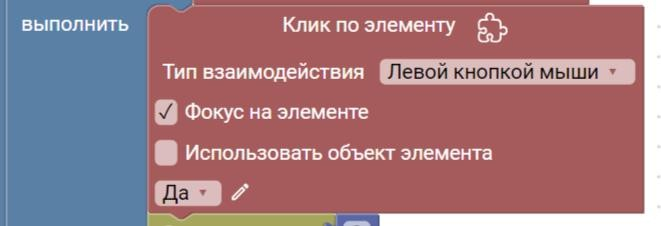 выполнить
Клик по элементу
Тип взаимодействия Левой кнопкой мыши
Фокус на элементе
Использовать объект элемента
Да